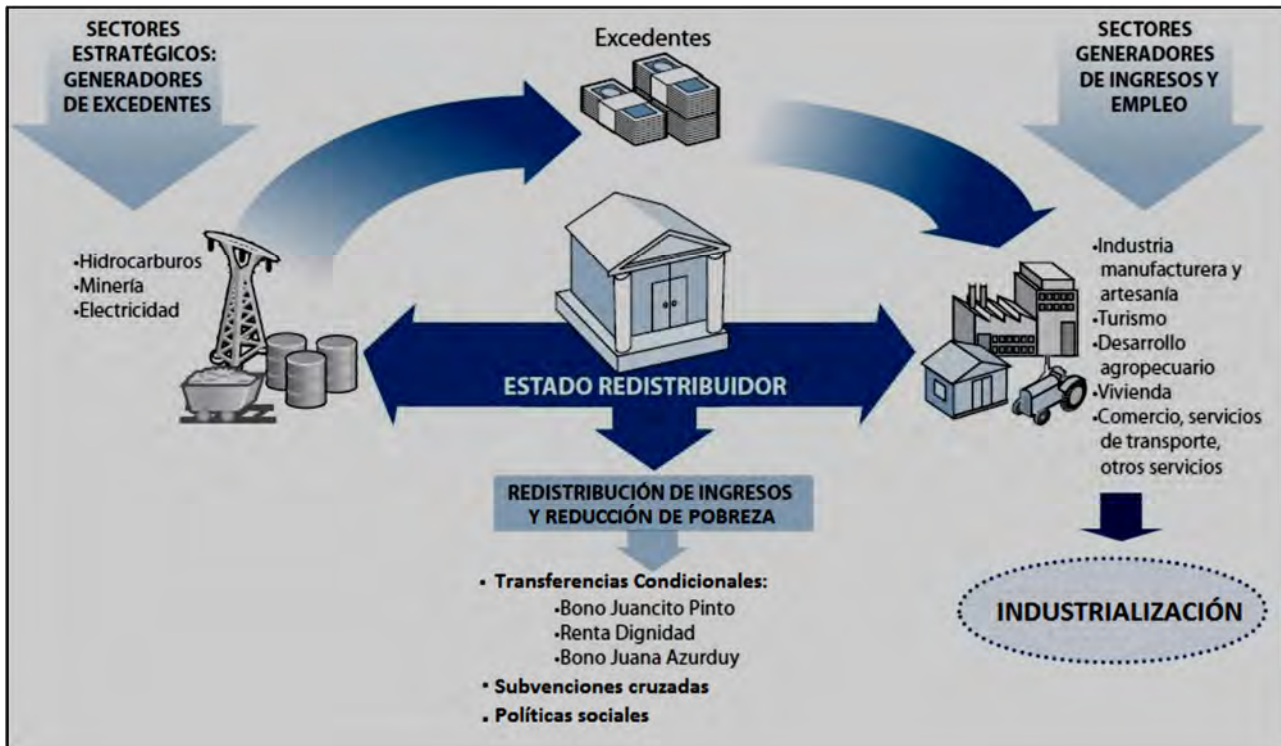 SECTORES
ESTRATÉGICOS:
GENERADORES
DE EXCEDENTES
Excedentes
SECTORES
GENERADORES
DE INGRESOS Y
EMPLEO
•Hidrocarburos
•Minería
•Electricidad
•Industria
manufacturera y
artesanía
•Turismo
•Desarrollo
agropecuario
•Vivienda
•Comercio, servicios
de transporte,
otros servicios
ESTADO REDISTRIBUIDOR
REDISTRIBUCIÓN DE INGRESOS
Y REDUCCIÓN DE POBREZA
• Transferencias Condicionales:
•Bono Juancito Pinto
•Renta Dignidad
•Bono Juana Azurduy
• Subvenciones cruzadas
. Políticas sociales
INDUSTRIALIZACIÓN